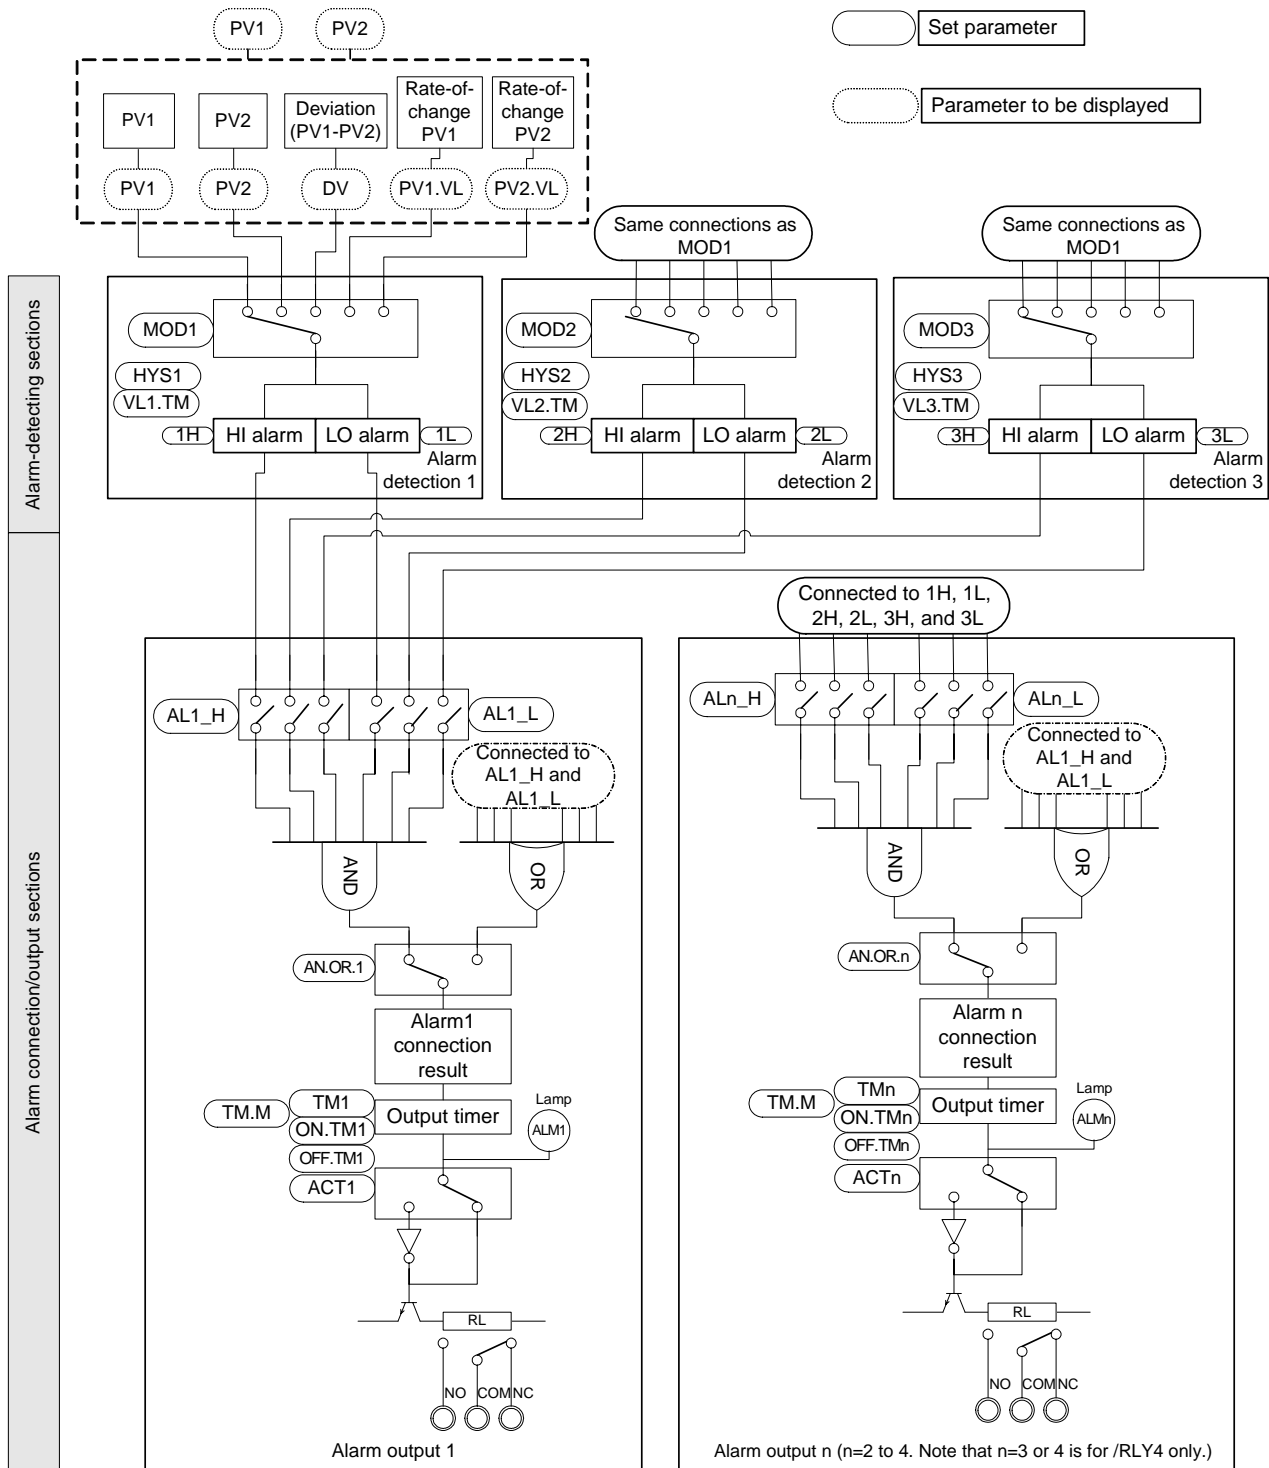 PV1
PV2
Set parameter
Parameter to be displayed
PV1
PV2
Deviation
(PV1-PV2)
Rate-of-
change
PV1
Rate-of-
change
PV2
PV1
PV2
DV
PV1.VL
PV2.VL
Same connections as
MOD1
Same connections as
MOD1
Alarm-detecting sections
MOD1
HYS1
VL1.TM
1H
HI alarm
LO alarm
1L
Alarm
detection 1
MOD2
HYS2
VL2.TM
2H
HI alarm
LO alarm
2L
Alarm
detection 2
MOD3
HYS3
VL3.TM
3H
HI alarm
LO alarm
3L
Alarm
detection 3
Alarm connection/output sections
AL1_H
AL1_L
Connected to
AL1_H and
AL1_L
AND
OR
AN.OR.1
Alarm1
connection
result
TM.M
TM1
ON.TM1
OFF.TM1
Output timer
Lamp
ALM1
ACT1
RL
NO
COM
NC
Alarm output 1
Connected to 1H, 1L,
2H, 2L, 3H, and 3L
ALn_H
ALn_L
Connected to
AL1_H and
AL1_L
AND
OR
AN.OR.n
Alarm n
connection
result
TM.M
TMn
ON.TMn
OFF.TMn
Output timer
Lamp
ALMn
ACTn
RL
NO
COM
NC
Alarm output n (n=2 to 4. Note that n=3 or 4 is for /RLY4 only.)